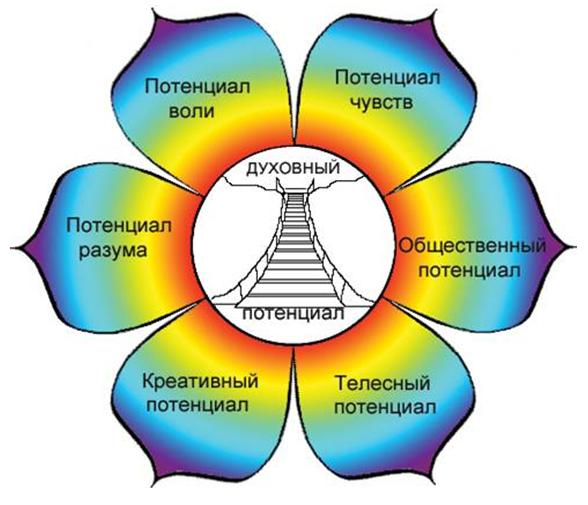 Потенциал
воли
Потенциал
чувств
духовный
Потенциал
разума
Общественный
потенциал
потенциал
Креативный
потенциал
Телесный
потенциал